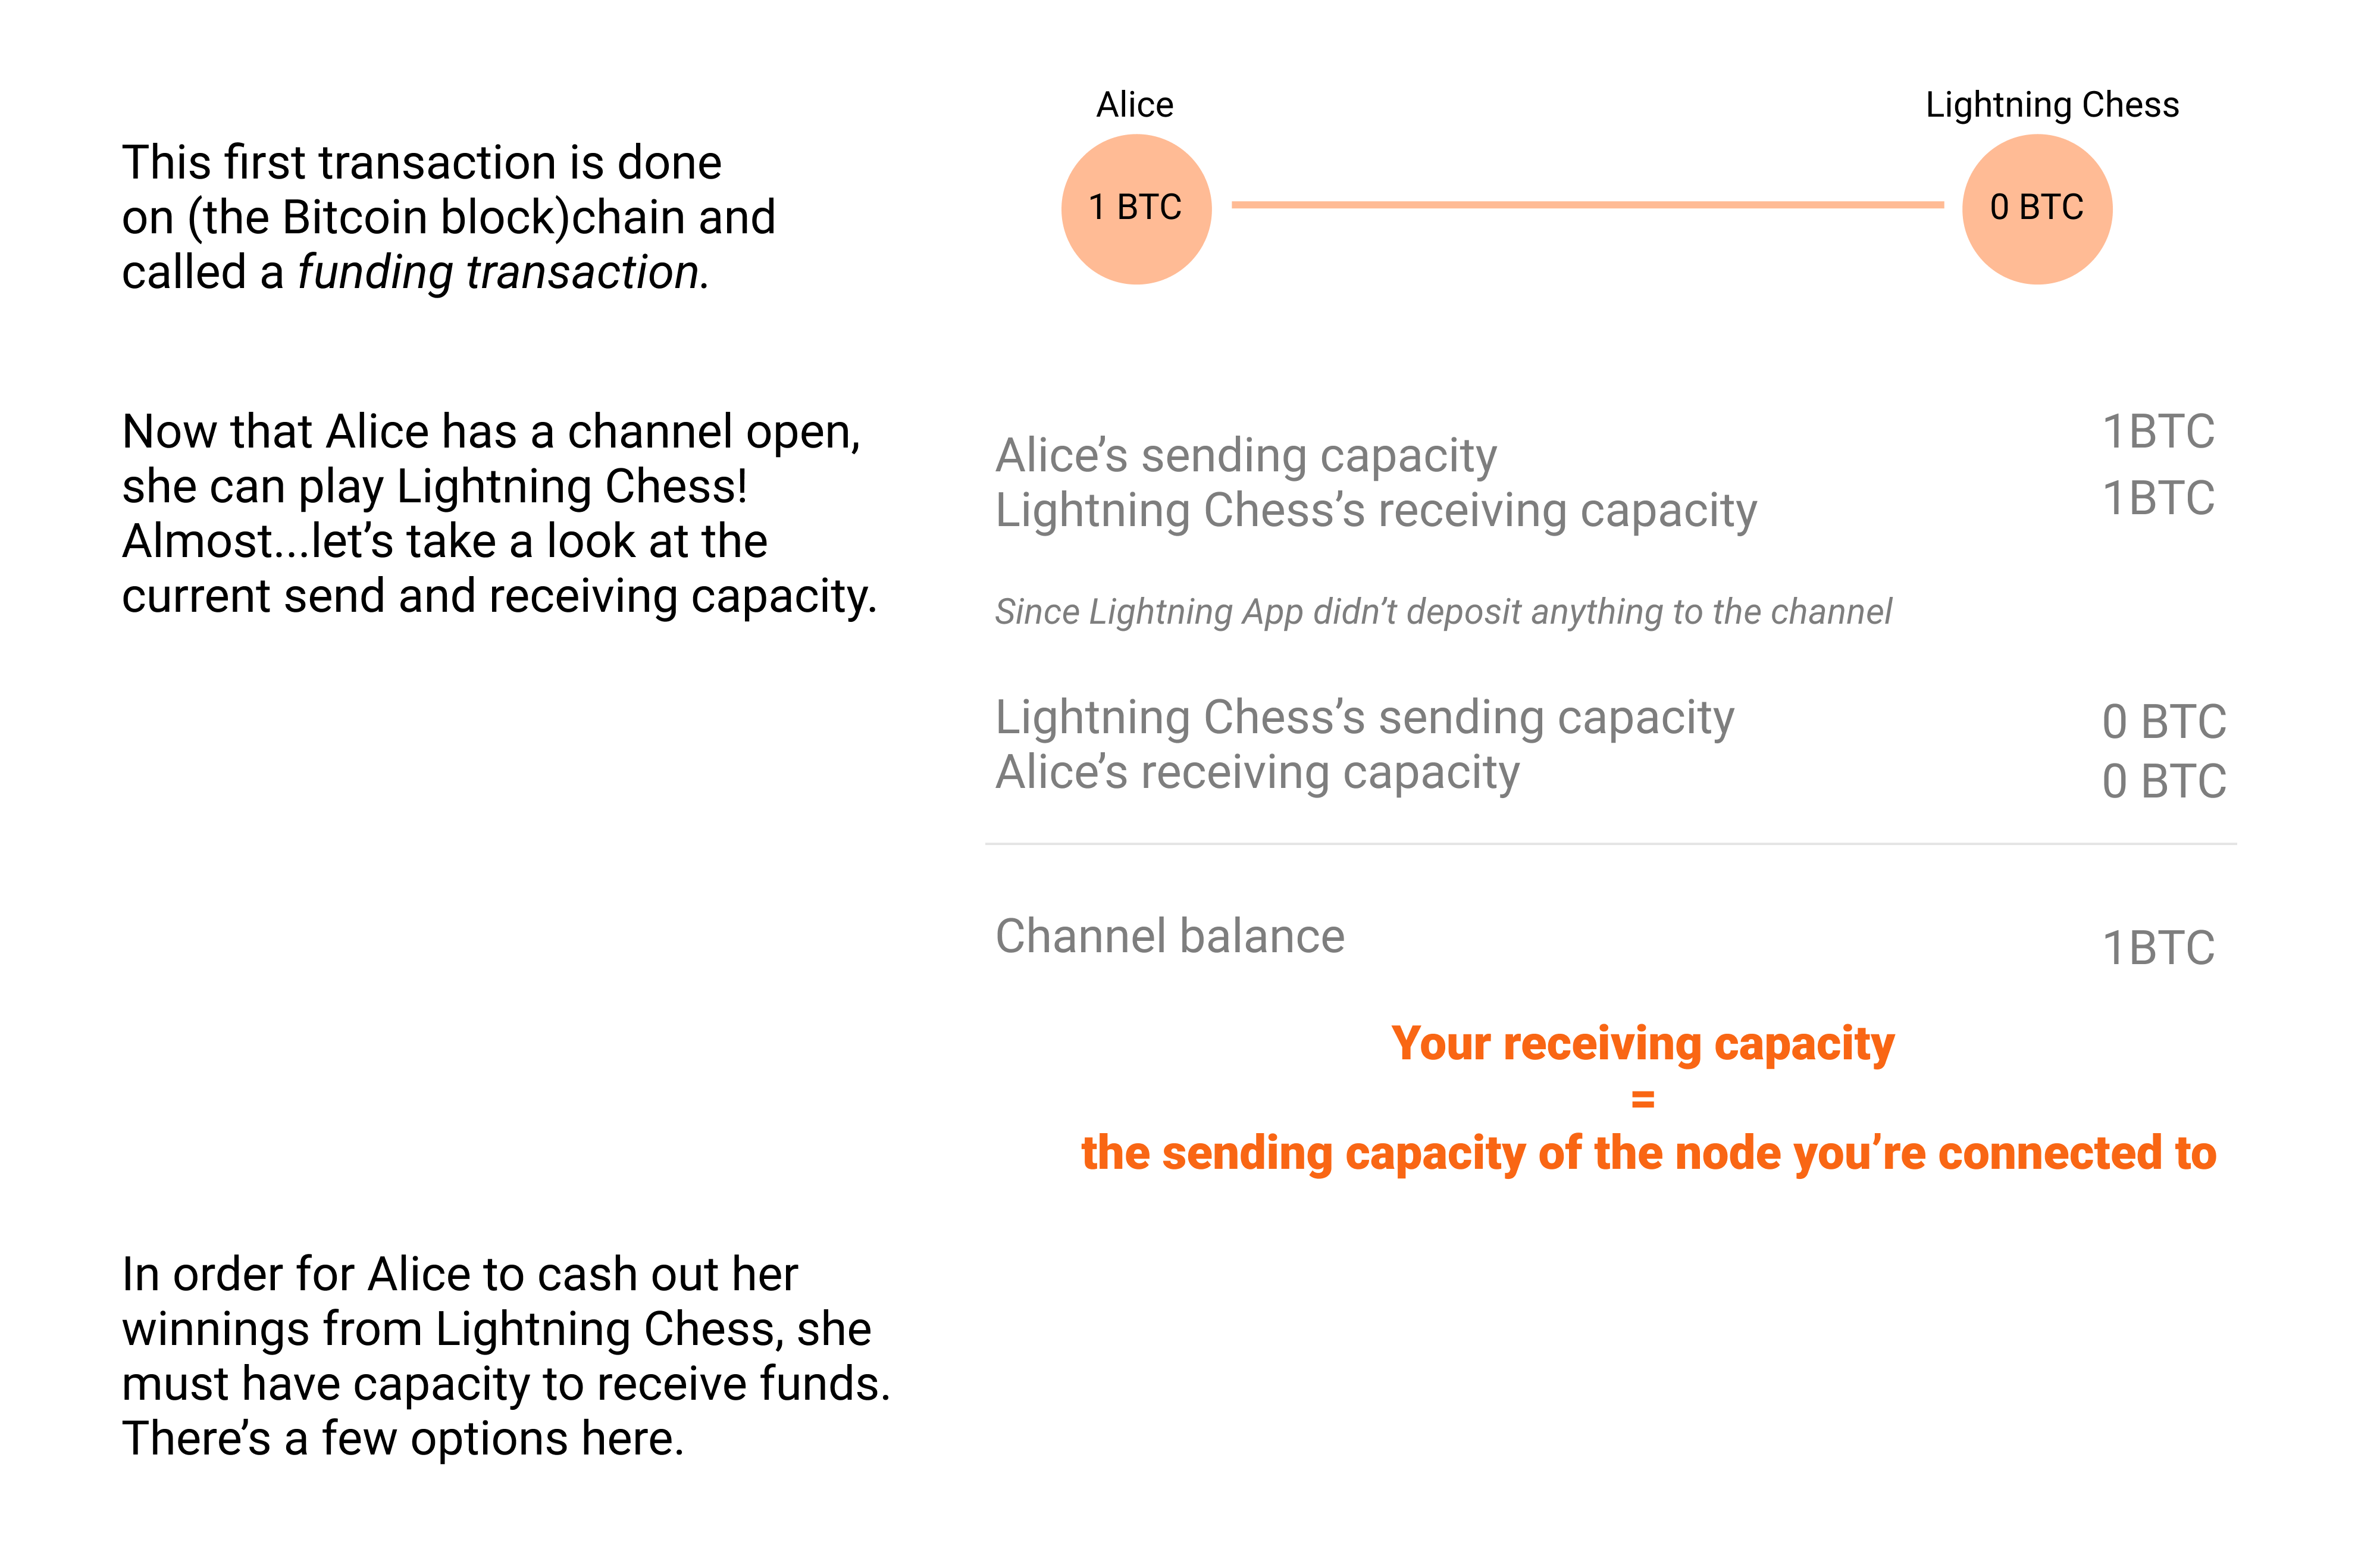 Alice
Lightning Chess
1 BTC
0 BTC
This first transaction is done
on (the Bitcoin block)chain and
called a funding transaction.
Now that Alice has a channel open,
she can play Lightning Chess!
Almost...let’s take a look at the
current send and receiving capacity.
Alice’s sending capacity 1BTC
Lightning Chess’s receiving capacity 1BTC
Since Lightning App didn’t deposit anything to the channel
Lightning Chess’s sending capacity 0 BTC
Alice’s receiving capacity 0 BTC
Channel balance 1BTC
Your receiving capacity
=
the sending capacity of the node you’re connected to
In order for Alice to cash out her
winnings from Lightning Chess, she
must have capacity to receive funds.
There’s a few options here.